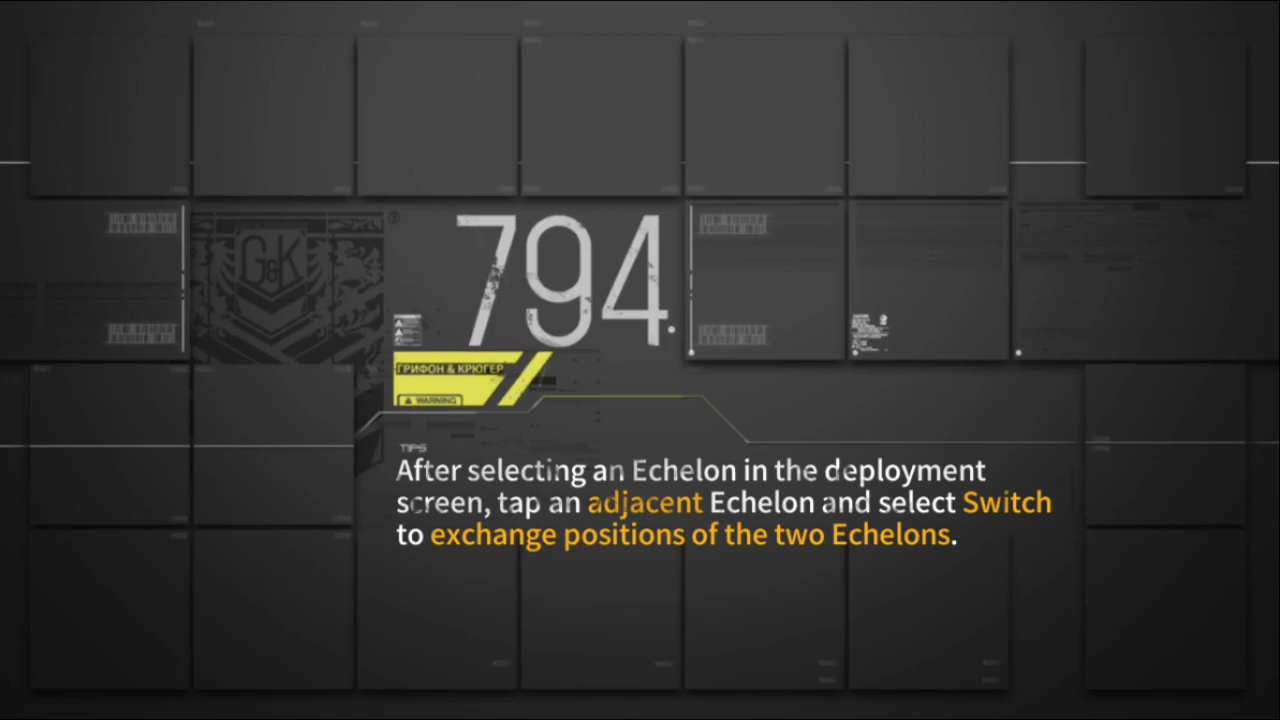 G&K
794.
ГРИФОН & КРЮГЕР
WARNING
TIPS
After selecting an Echelon in the deployment
screen, tap an adjacent Echelon and select Switch
to exchange positions of the two Echelons.